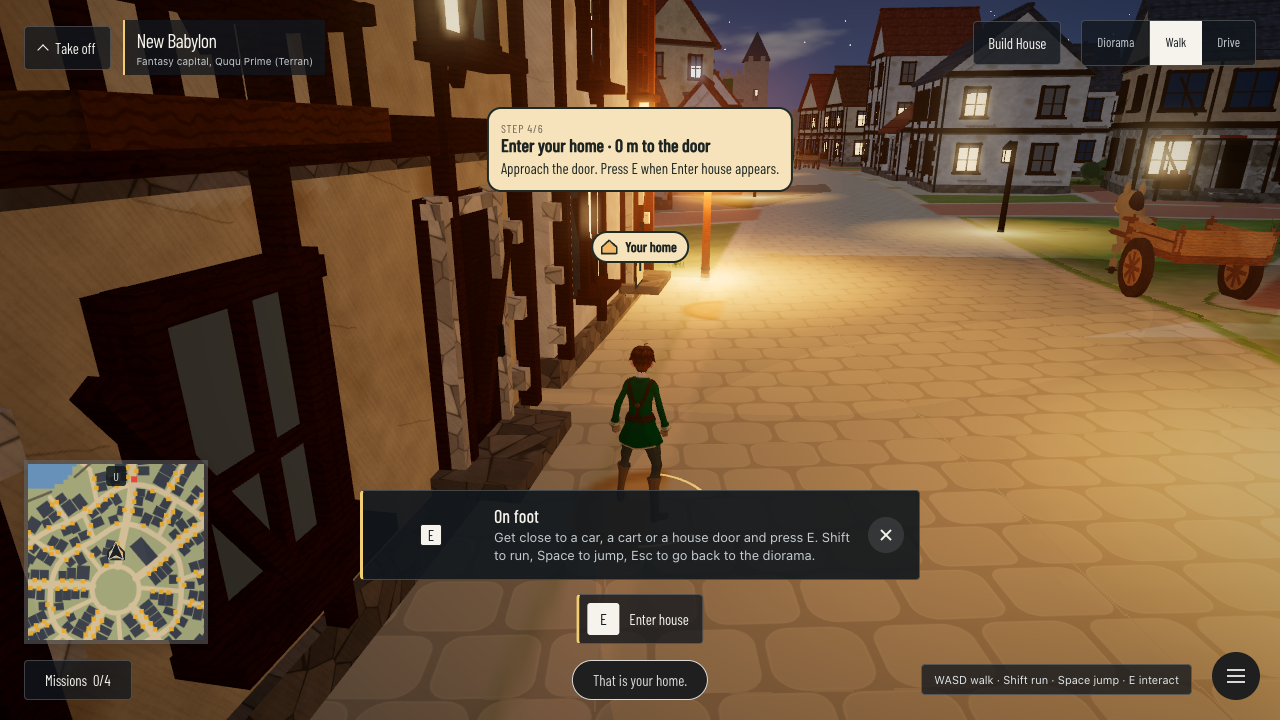 Take off
New Babylon
Fantasy capital, Ququ Prime (Terran)
Build House
Diorama
Walk
Drive
STEP 4/6
Enter your home · 0 m to the door
Approach the door. Press E when Enter house appears.
Your home
U
E
On foot
Get close to a car, a cart or a house door and press E. Shift
to run, Space to jump, Esc to go back to the diorama.
E Enter house
Missions 0/4
That is your home.
WASD walk · Shift run · Space jump · E interact